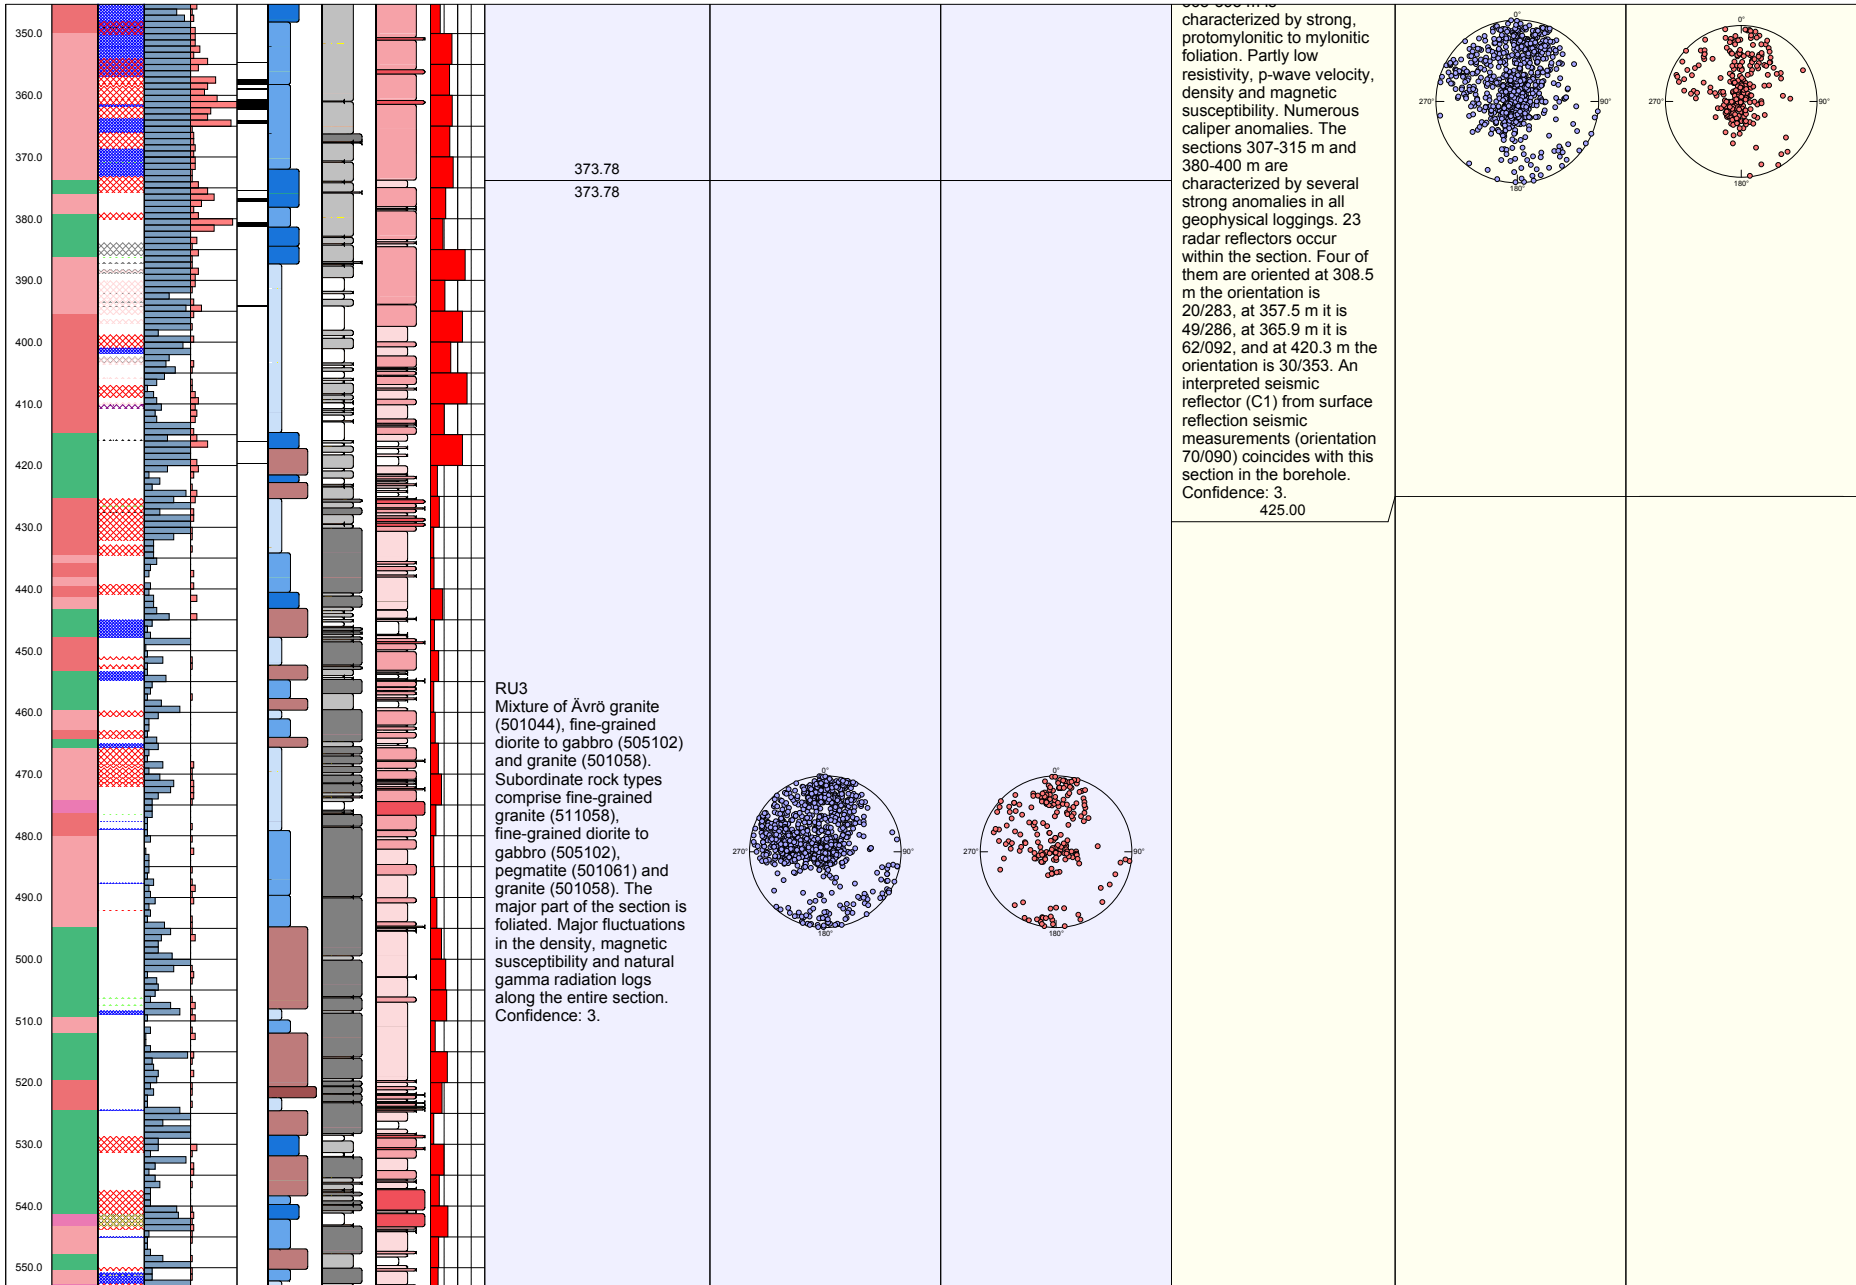 350.0
360.0
370.0
380.0
390.0
400.0
410.0
420.0
430.0
440.0
450.0
460.0
470.0
480.0
490.0
500.0
510.0
520.0
530.0
540.0
550.0
373.78
373.78
RU3
Mixture of Ävrö granite
(501044), fine-grained
diorite to gabbro (505102)
and granite (501058).
Subordinate rock types
comprise fine-grained
granite (511058),
fine-grained diorite to
gabbro (505102),
pegmatite (501061) and
granite (501058). The
major part of the section is
foliated. Major fluctuations
in the density, magnetic
susceptibility and natural
gamma radiation logs
along the entire section.
Confidence: 3.
0°
90°
180°
270°
0°
90°
180°
270°
characterized by strong,
protomylonitic to mylonitic
foliation. Partly low
resistivity, p-wave velocity,
density and magnetic
susceptibility. Numerous
caliper anomalies. The
sections 307-315 m and
380-400 m are
characterized by several
strong anomalies in all
geophysical loggings. 23
radar reflectors occur
within the section. Four of
them are oriented at 308.5
m the orientation is
20/283, at 357.5 m it is
49/286, at 365.9 m it is
62/092, and at 420.3 m the
orientation is 30/353. An
interpreted seismic
reflector (C1) from surface
reflection seismic
measurements (orientation
70/090) coincides with this
section in the borehole.
Confidence: 3.
425.00
0°
90°
180°
270°
0°
90°
180°
270°